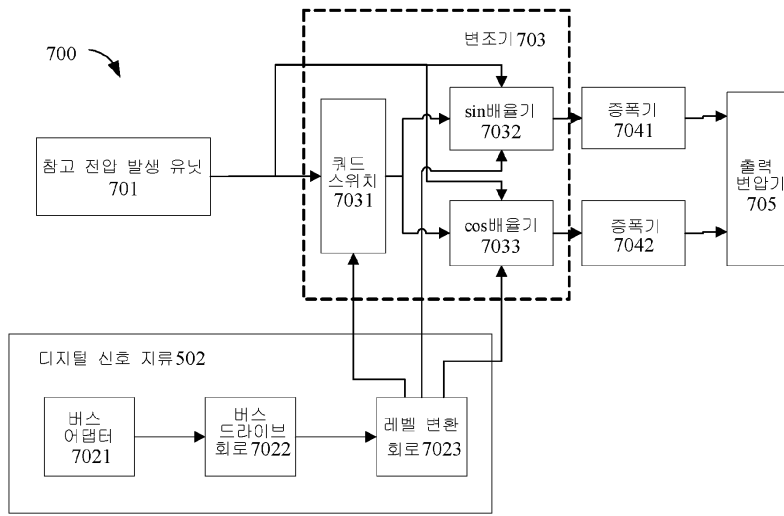 700
변조기703
참고 전압 발생 유닛
701
쿼드
스위치
7031
sin배율기
7032
cos배율기
7033
증폭기
7041
증폭기
7042
출력
변압기
705
디지털 신호 지류502
버스
어댑터
7021
버스
드라이브
회로7022
레벨 변환
회로7023